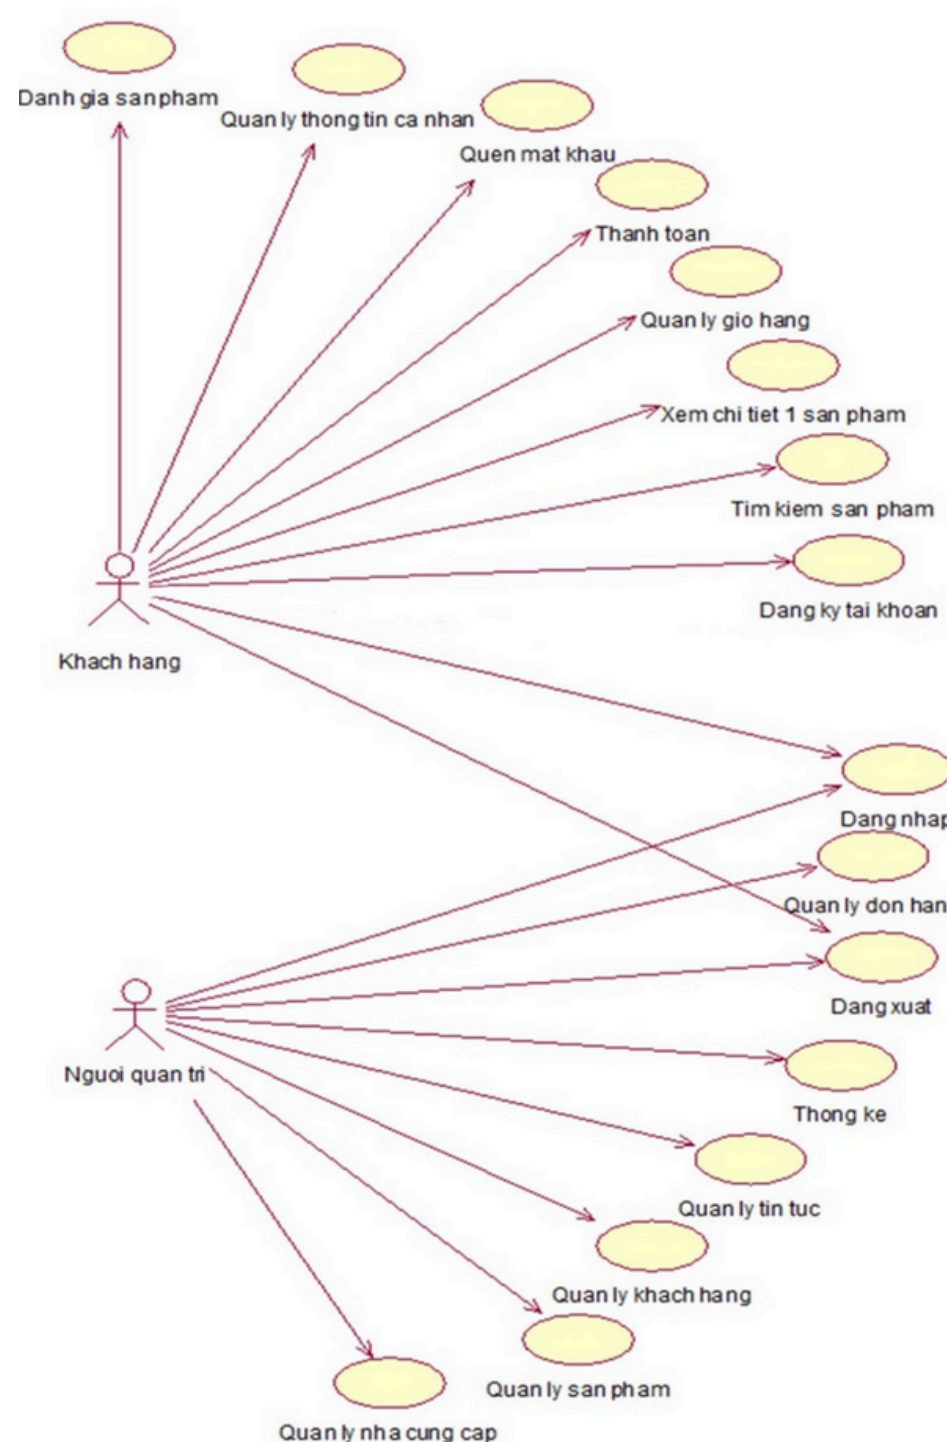 Danh gia san pham
Quan ly thong tin ca nhan
Quen mat khau
Thanh toan
Quan ly gio hang
Xem chi tiet 1 san pham
Tim kiem san pham
Dang ky tai khoan
Khach hang
Dang nhap
Quan ly don han
Dang xuat
Nguoi quan tri
Thong ke
Quan ly tin tuc
Quan ly khach hang
Quan ly san pham
Quan ly nha cung cap